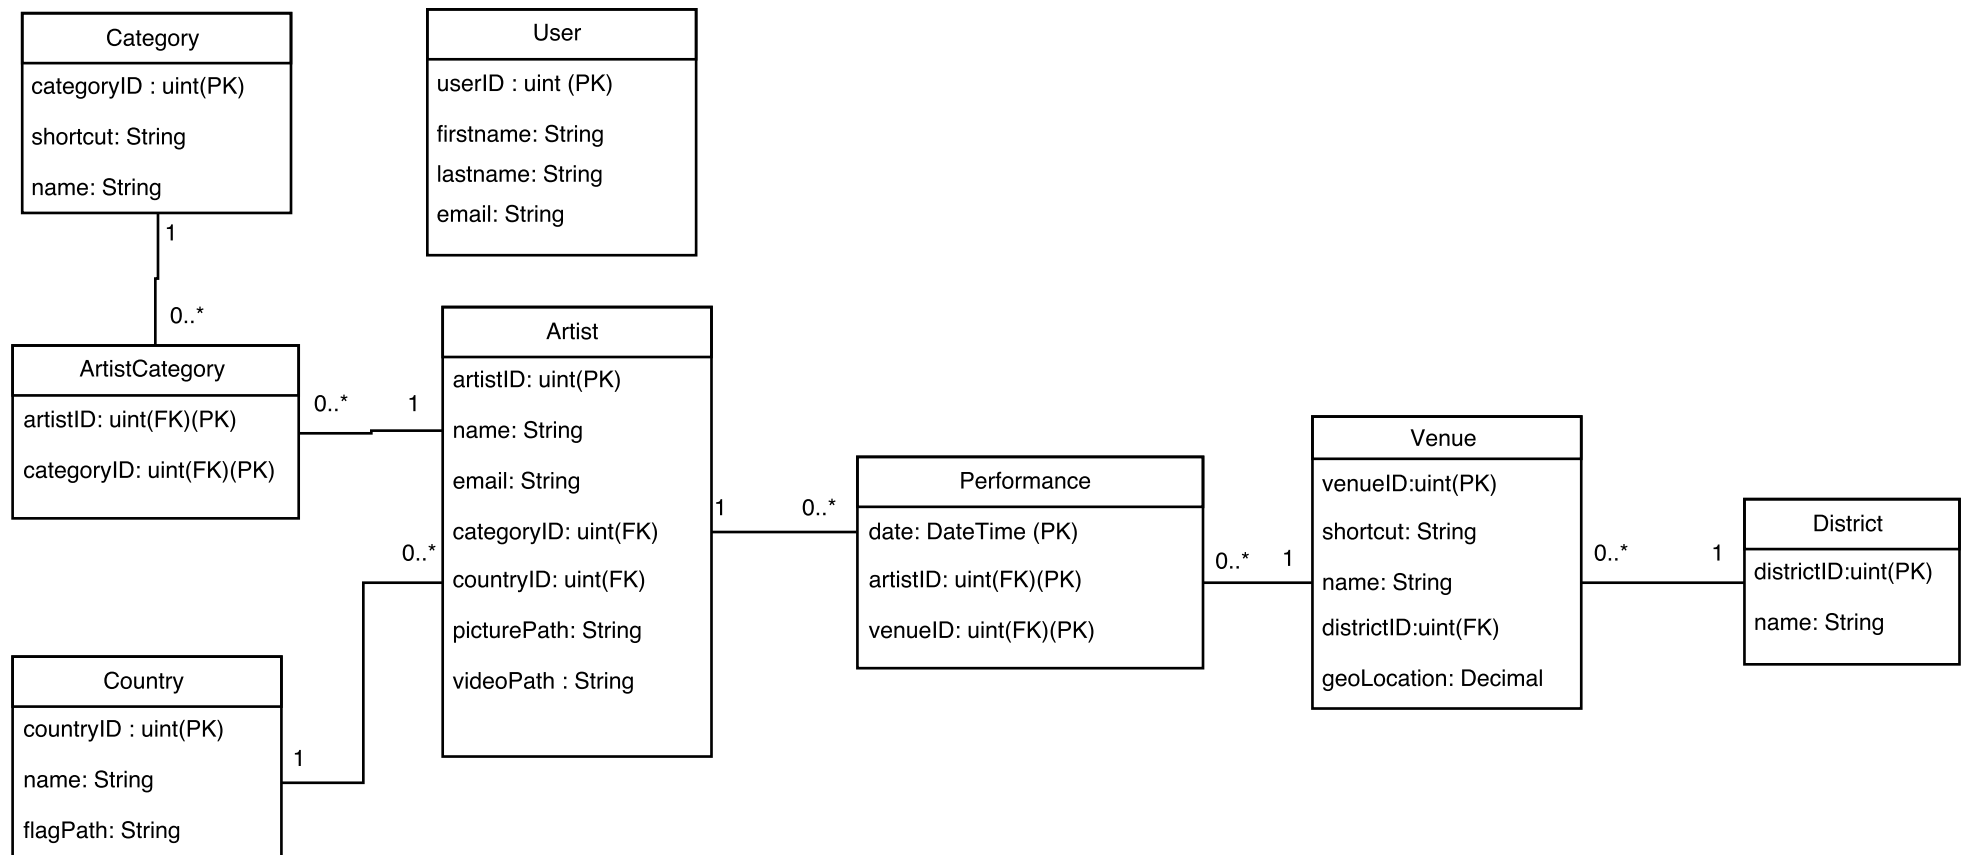 Category
categoryID : uint(PK)
shortcut: String
name: String
User
userID : uint (PK)
firstname: String
lastname: String
email: String
1
0..*
ArtistCategory
artistID: uint(FK)(PK)
categoryID: uint(FK)(PK)
0..*
1
Artist
artistID: uint(PK)
name: String
email: String
categoryID: uint(FK)
countryID: uint(FK)
picturePath: String
videoPath : String
0..*
1
Country
countryID : uint(PK)
name: String
flagPath: String
1
0..*
Performance
date: DateTime (PK)
artistID: uint(FK)(PK)
venueID: uint(FK)(PK)
0..*
1
Venue
venueID:uint(PK)
shortcut: String
name: String
districtID:uint(FK)
geoLocation: Decimal
0..*
1
District
districtID:uint(PK)
name: String